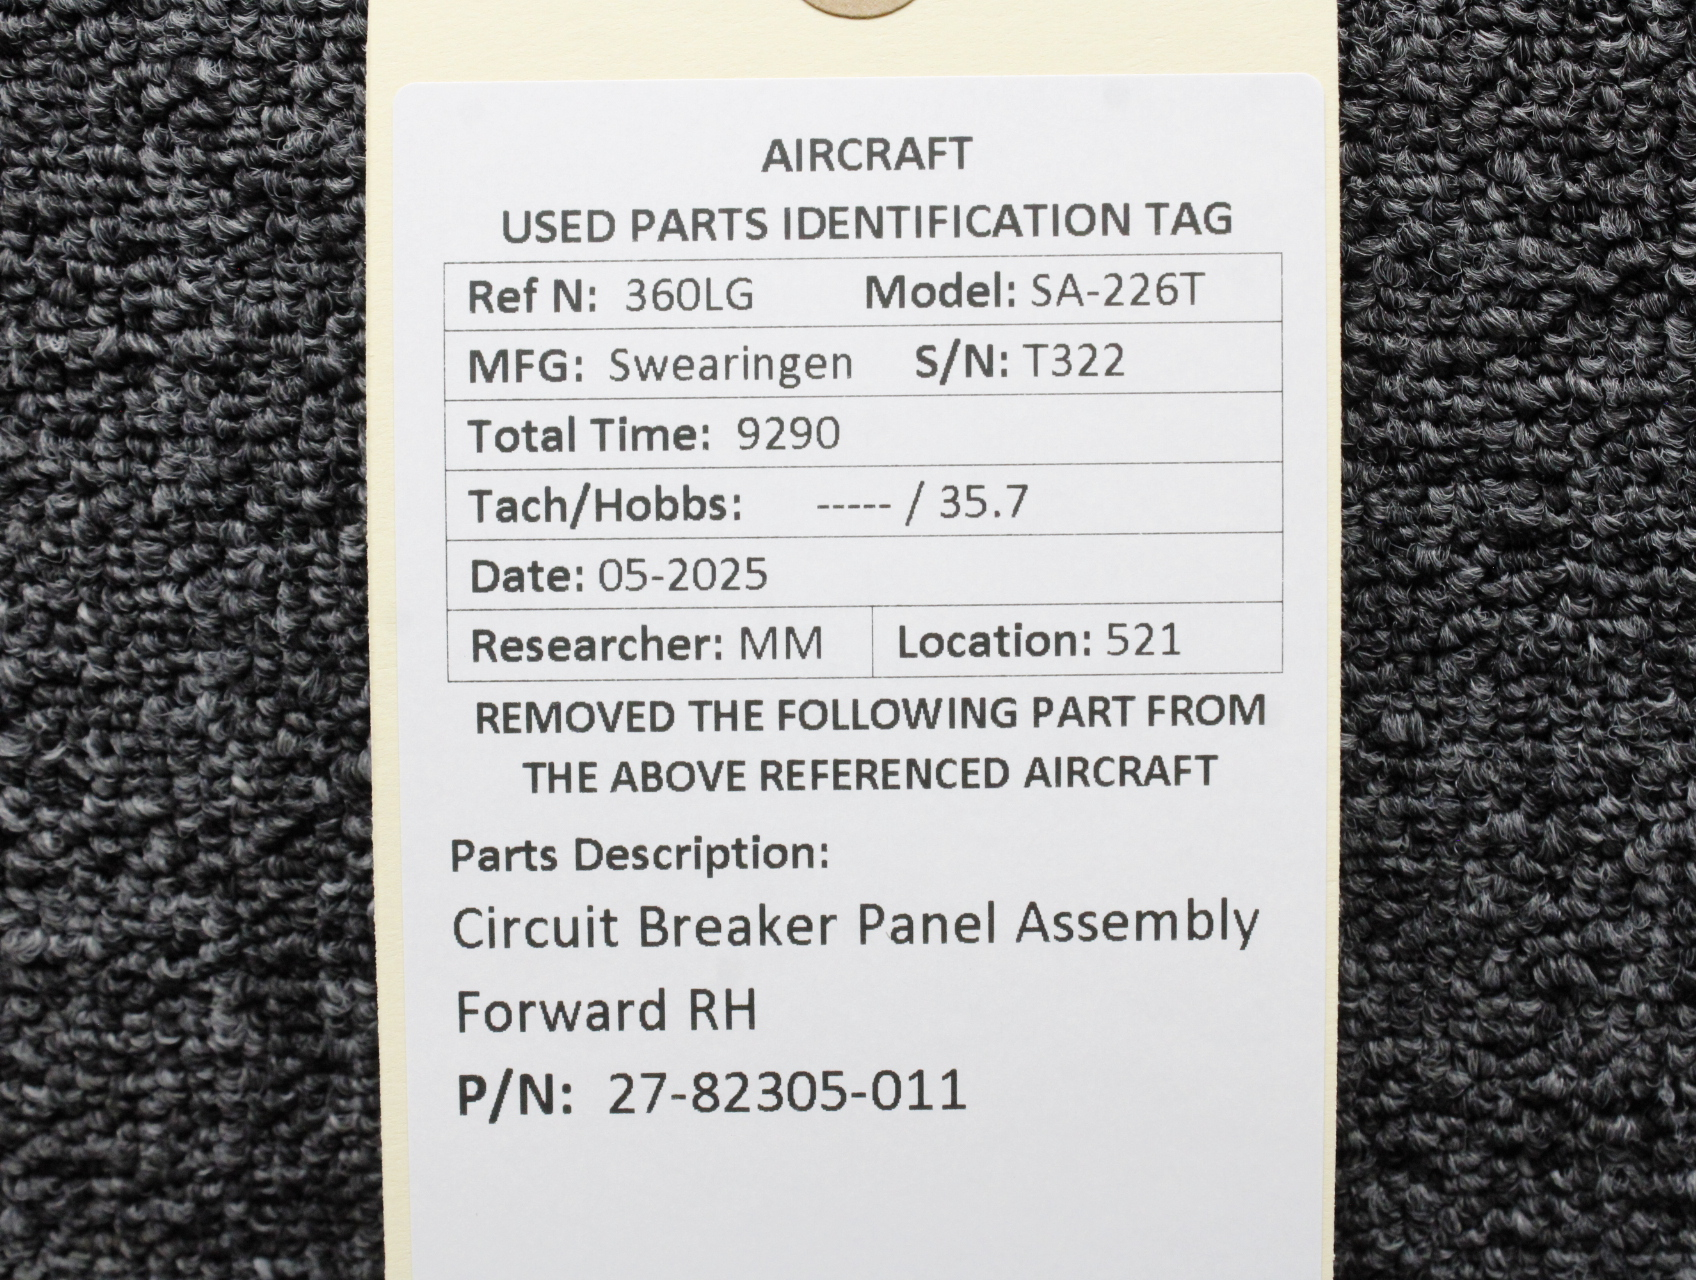 AIRCRAFT
USED PARTS IDENTIFICATION TAG
Ref N: 360LG Model: SA-226T
MFG: Swearingen S/N: T322
Total Time: 9290
Tach/Hobbs: ----- / 35.7
Date: 05-2025
Researcher: MM Location: 521
REMOVED THE FOLLOWING PART FROM
THE ABOVE REFERENCED AIRCRAFT
Parts Description:
Circuit Breaker Panel Assembly
Forward RH
P/N: 27-82305-011